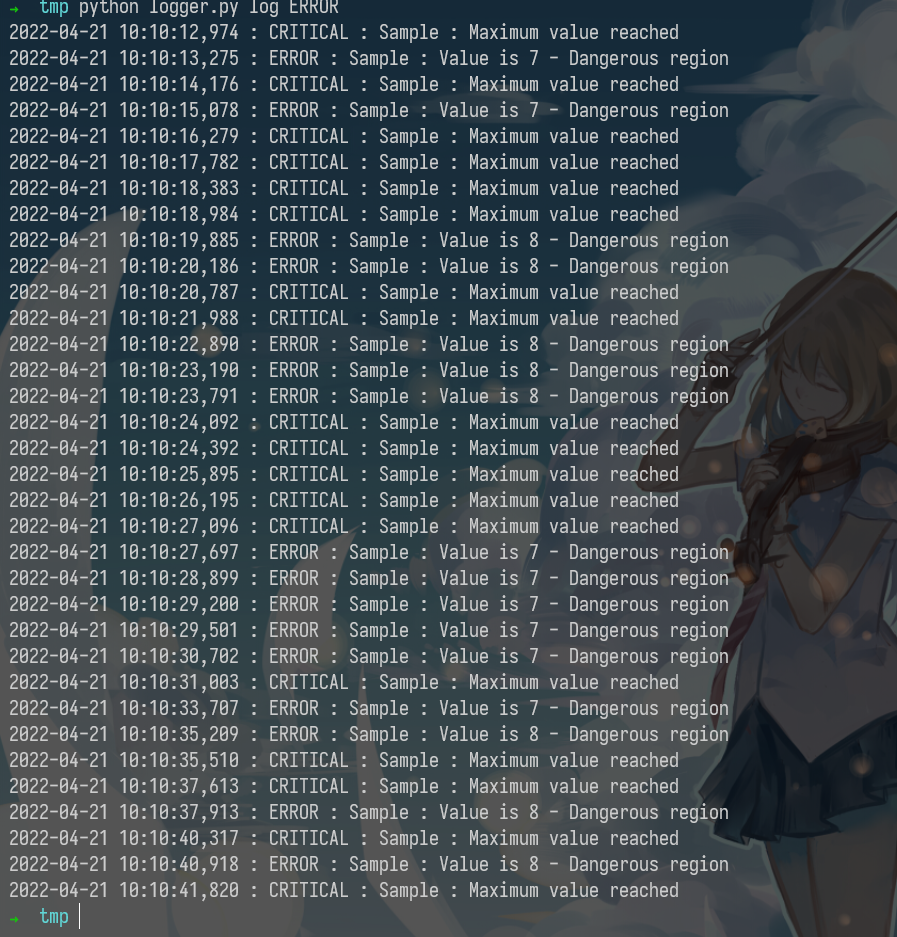 → tmp python logger.py log ERROR
2022-04-21 10:10:12,974 : CRITICAL : Sample : Maximum value reached
2022-04-21 10:10:13,275 : ERROR : Sample : Value is 7 - Dangerous region
2022-04-21 10:10:14,176 : CRITICAL : Sample : Maximum value reached
2022-04-21 10:10:15,078 : ERROR : Sample : Value is 7 - Dangerous region
2022-04-21 10:10:16,279 : CRITICAL : Sample : Maximum value reached
2022-04-21 10:10:17,782 : CRITICAL : Sample : Maximum value reached
2022-04-21 10:10:18,383 : CRITICAL : Sample : Maximum value reached
2022-04-21 10:10:18,984 : CRITICAL : Sample : Maximum value reached
2022-04-21 10:10:19,885 : ERROR : Sample : Value is 8 - Dangerous region
2022-04-21 10:10:20,186 : ERROR : Sample : Value is 8 - Dangerous region
2022-04-21 10:10:20,787 : CRITICAL : Sample : Maximum value reached
2022-04-21 10:10:21,988 : CRITICAL : Sample : Maximum value reached
2022-04-21 10:10:22,890 : ERROR : Sample : Value is 8 - Dangerous region
2022-04-21 10:10:23,190 : ERROR : Sample : Value is 8 - Dangerous region
2022-04-21 10:10:23,791 : ERROR : Sample : Value is 8 - Dangerous region
2022-04-21 10:10:24,092 : CRITICAL : Sample : Maximum value reached
2022-04-21 10:10:24,392 : CRITICAL : Sample : Maximum value reached
2022-04-21 10:10:25,895 : CRITICAL : Sample : Maximum value reached
2022-04-21 10:10:26,195 : CRITICAL : Sample : Maximum value reached
2022-04-21 10:10:27,096 : CRITICAL : Sample : Maximum value reached
2022-04-21 10:10:27,697 : ERROR : Sample : Value is 7 - Dangerous region
2022-04-21 10:10:28,899 : ERROR : Sample : Value is 7 - Dangerous region
2022-04-21 10:10:29,200 : ERROR : Sample : Value is 7 - Dangerous region
2022-04-21 10:10:29,501 : ERROR : Sample : Value is 7 - Dangerous region
2022-04-21 10:10:30,702 : ERROR : Sample : Value is 7 - Dangerous region
2022-04-21 10:10:31,003 : CRITICAL : Sample : Maximum value reached
2022-04-21 10:10:33,707 : ERROR : Sample : Value is 7 - Dangerous region
2022-04-21 10:10:35,209 : ERROR : Sample : Value is 8 - Dangerous region
2022-04-21 10:10:35,510 : CRITICAL : Sample : Maximum value reached
2022-04-21 10:10:37,613 : CRITICAL : Sample : Maximum value reached
2022-04-21 10:10:37,913 : ERROR : Sample : Value is 8 - Dangerous region
2022-04-21 10:10:40,317 : CRITICAL : Sample : Maximum value reached
2022-04-21 10:10:40,918 : ERROR : Sample : Value is 8 - Dangerous region
2022-04-21 10:10:41,820 : CRITICAL : Sample : Maximum value reached
→ tmp